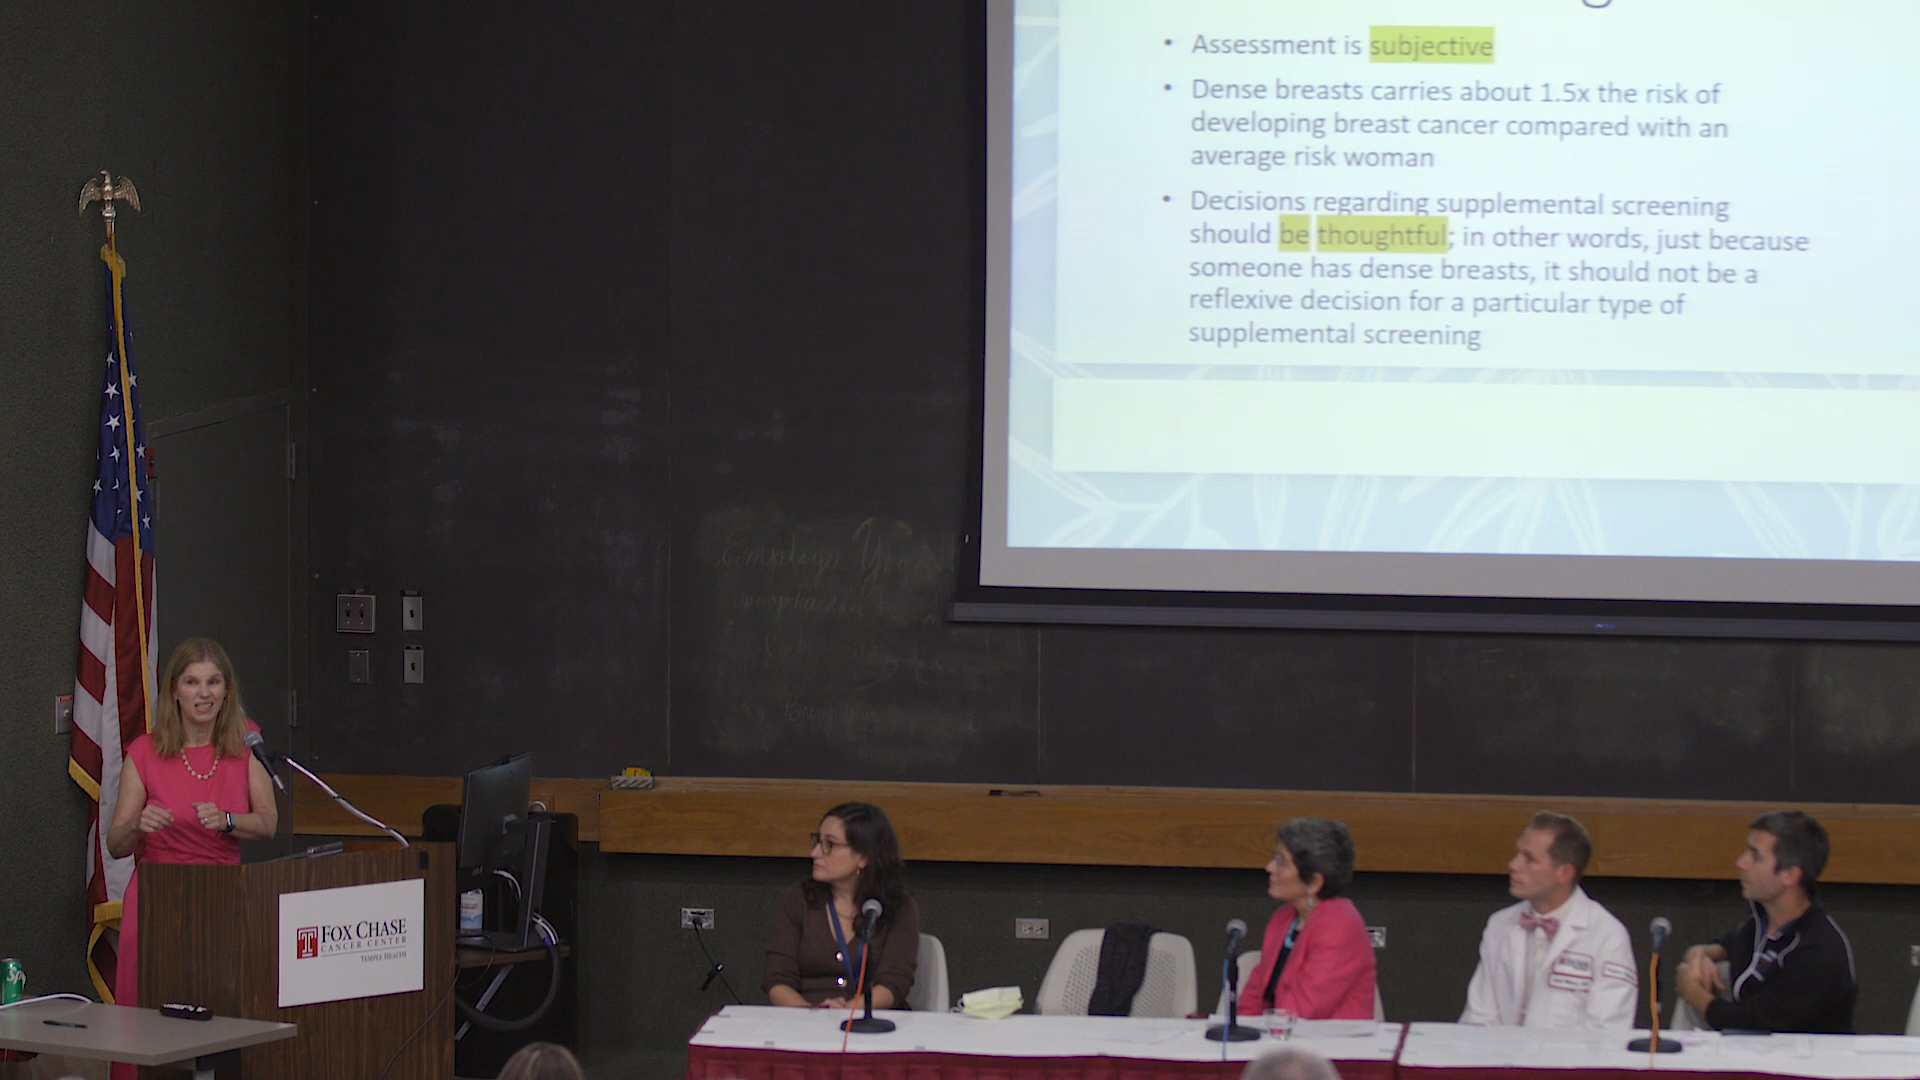 • Assessment is subjective
• Dense breasts carries about 1.5x the risk of
developing breast cancer compared with an
average risk woman
• Decisions regarding supplemental screening
should be thoughtful; in other words, just because
someone has dense breasts, it should not be a
reflexive decision for a particular type of
supplemental screening
T FOX CHASE
CANCER CENTER
TEMPLE HEALTH